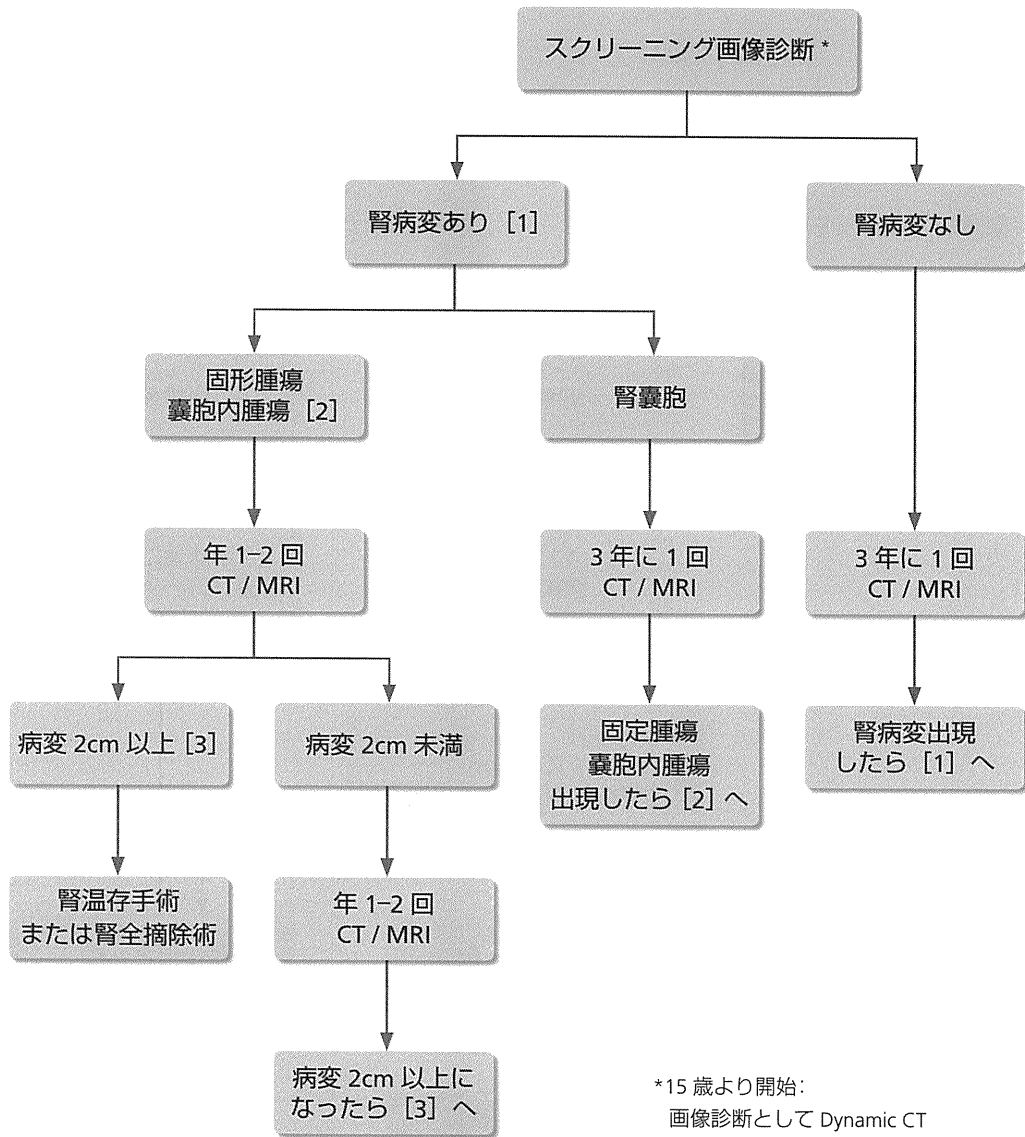 スクリーニング画像診断 *
腎病変あり [1]
腎病変なし
固形腫瘍
嚢胞内腫瘍 [2]
腎嚢胞
年 1–2 回
CT / MRI
3 年に 1 回
CT / MRI
3 年に 1 回
CT / MRI
病変 2cm 以上 [3]
病変 2cm 未満
固定腫瘍
嚢胞内腫瘍
出現したら [2] へ
腎病変出現
したら [1] へ
腎温存手術
または腎全摘除術
年 1–2 回
CT / MRI
病変 2cm 以上に
なったら [3] へ
*15 歳より開始:
画像診断として Dynamic CT